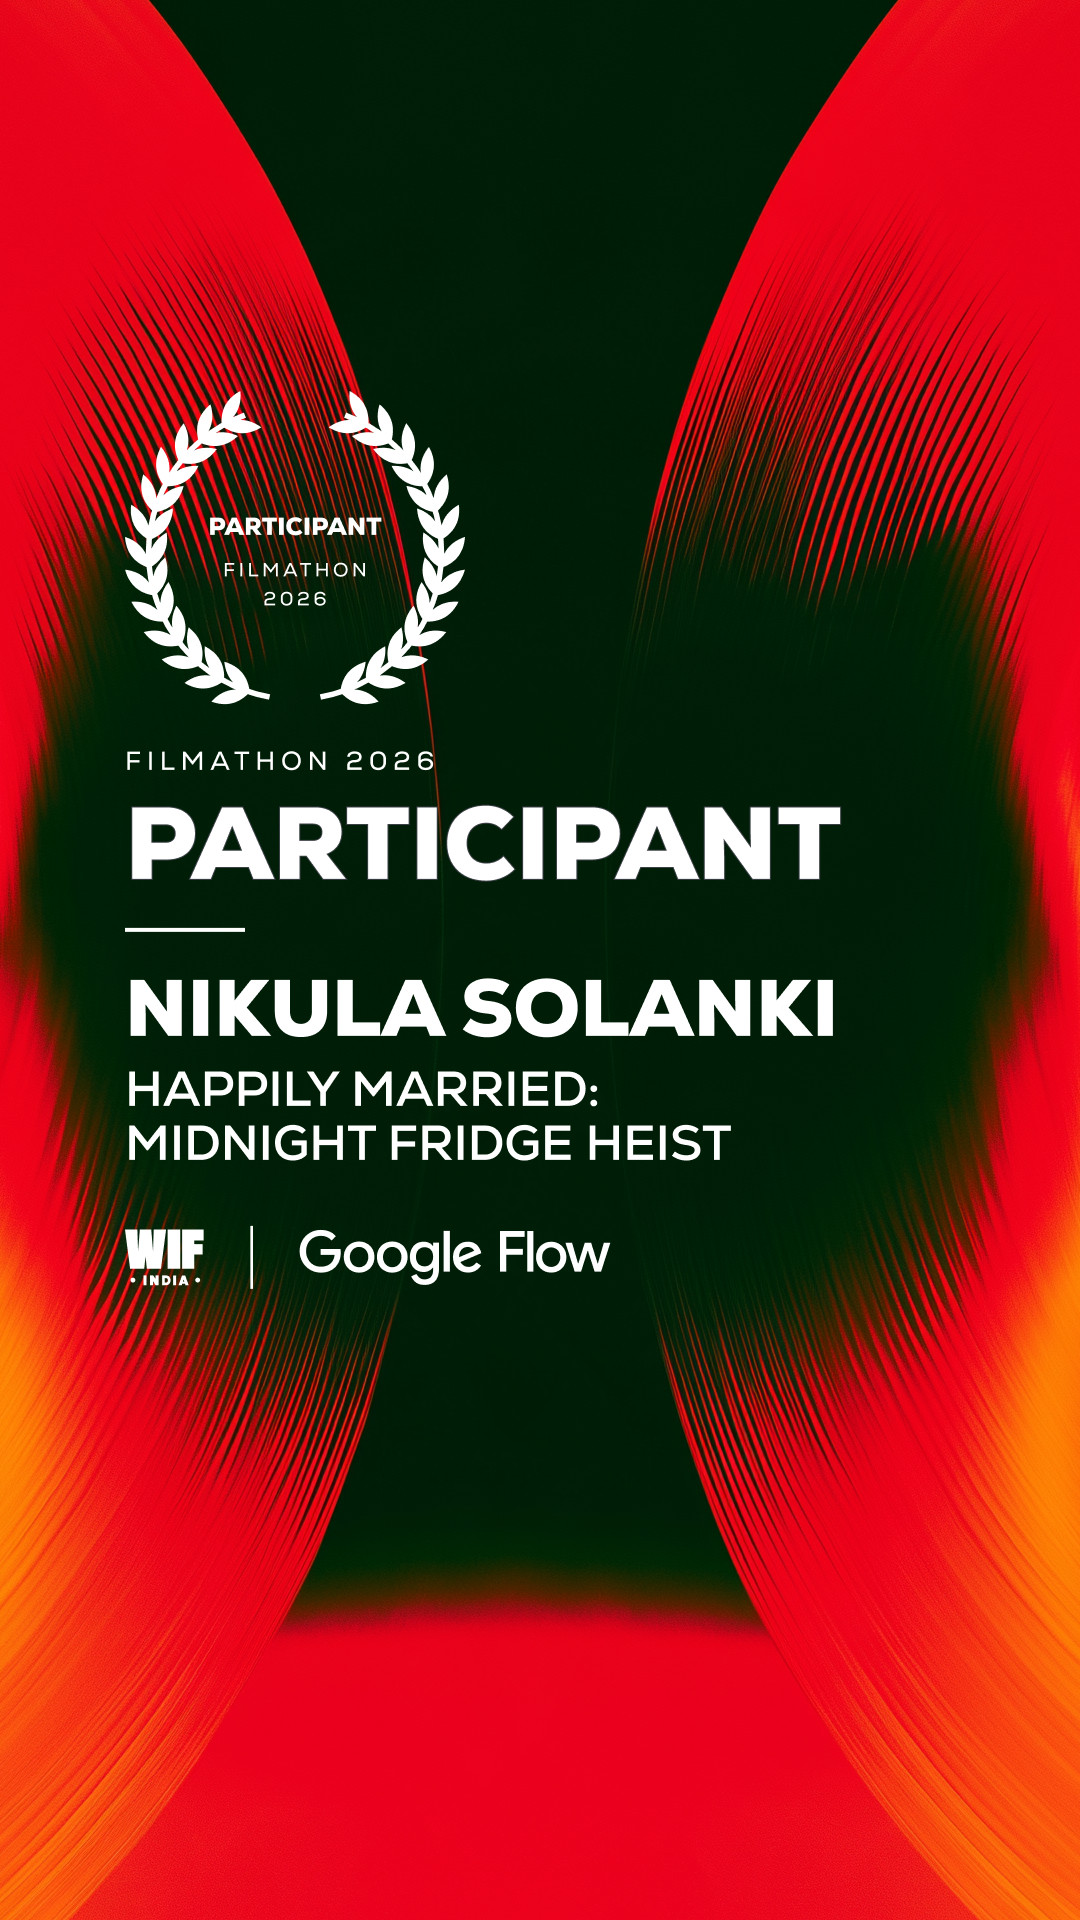 PARTICIPANT
FILMATHON
2026
FILMATHON 2026
PARTICIPANT
NIKULA SOLANKI
HAPPILY MARRIED:
MIDNIGHT FRIDGE HEIST
WIF
• INDIA •
Google Flow